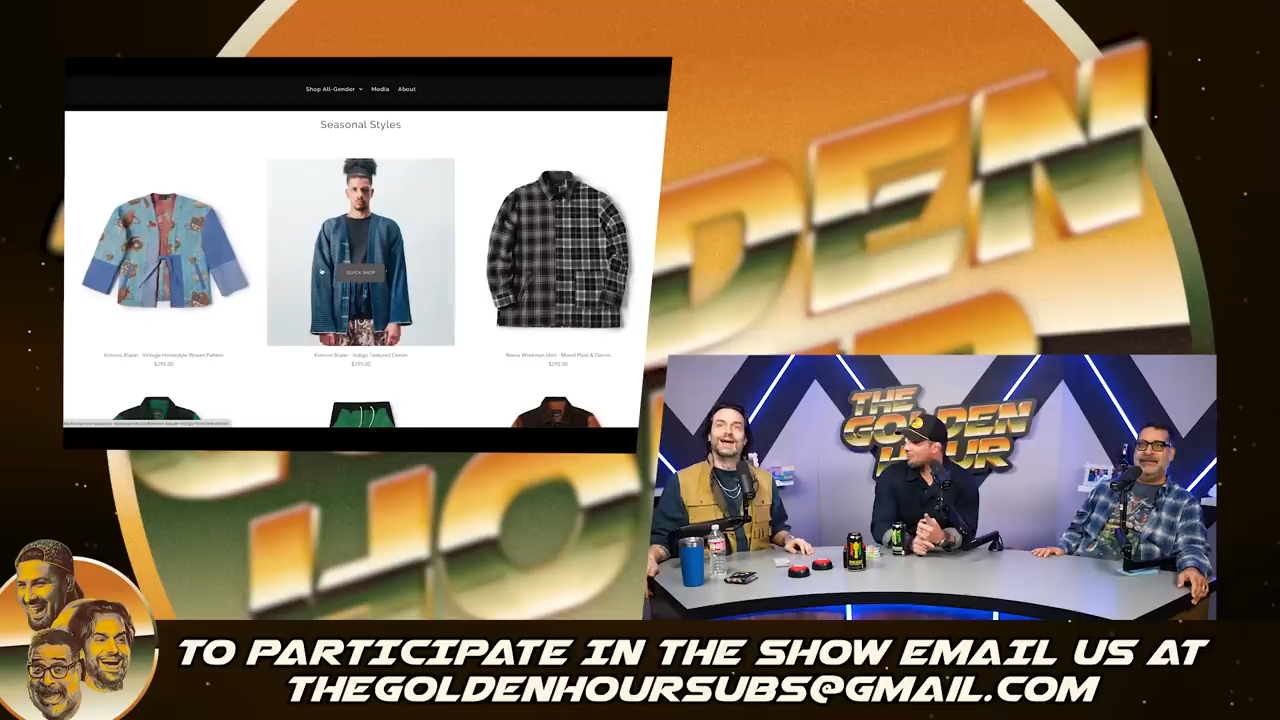 Shop All-Gender Media About
Seasonal Styles
QUICK SHOP
Kimono Blazer - Vintage Homestyle Woven Pattern
$295.00
Kimono Blazer - Indigo Textured Denim
$295.00
Remix Workman Shirt - Mixed Plaid & Denim
$295.00
DEN
HO
THE
GOLDEN
HOUR
TO PARTICIPATE IN THE SHOW EMAIL US AT
THEGOLDENHOURSUBS@GMAIL.COM